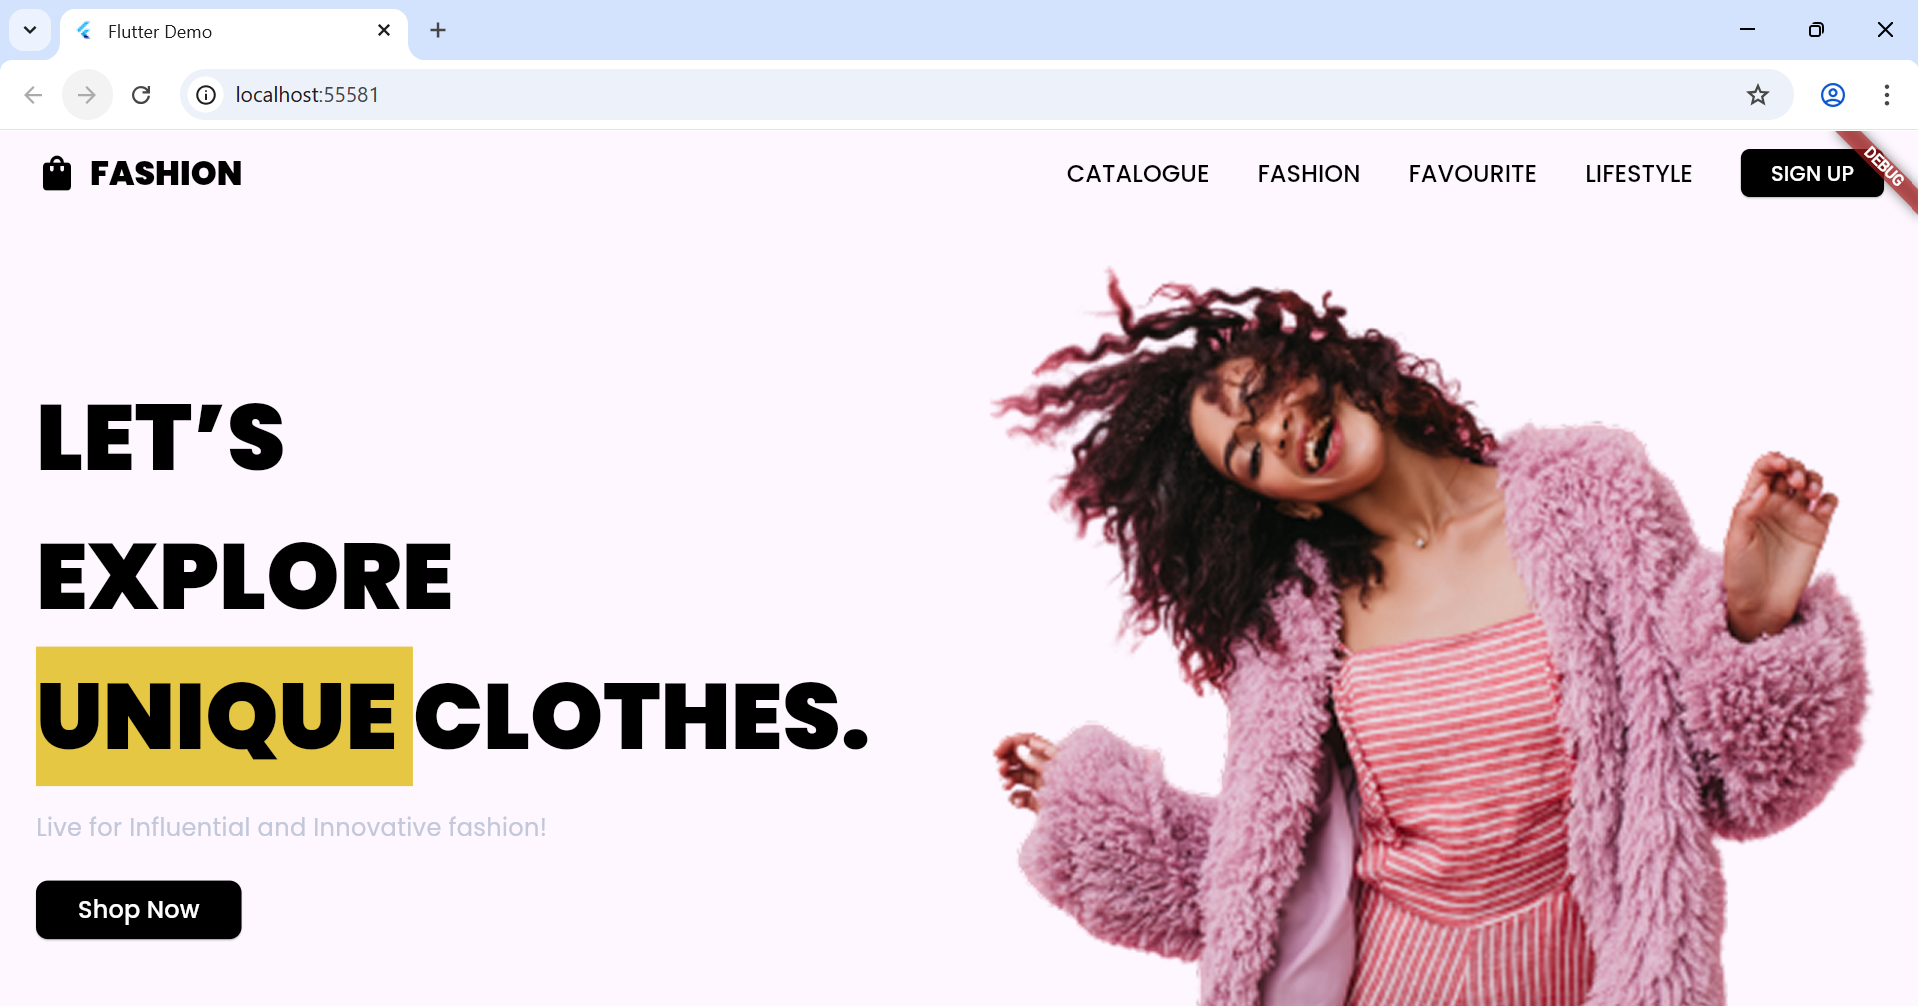 Flutter Demo
localhost:55581
FASHION
CATALOGUE FASHION FAVOURITE LIFESTYLE SIGN UP
DEBUG
LET’S
EXPLORE
UNIQUE CLOTHES.
Live for Influential and Innovative fashion!
Shop Now